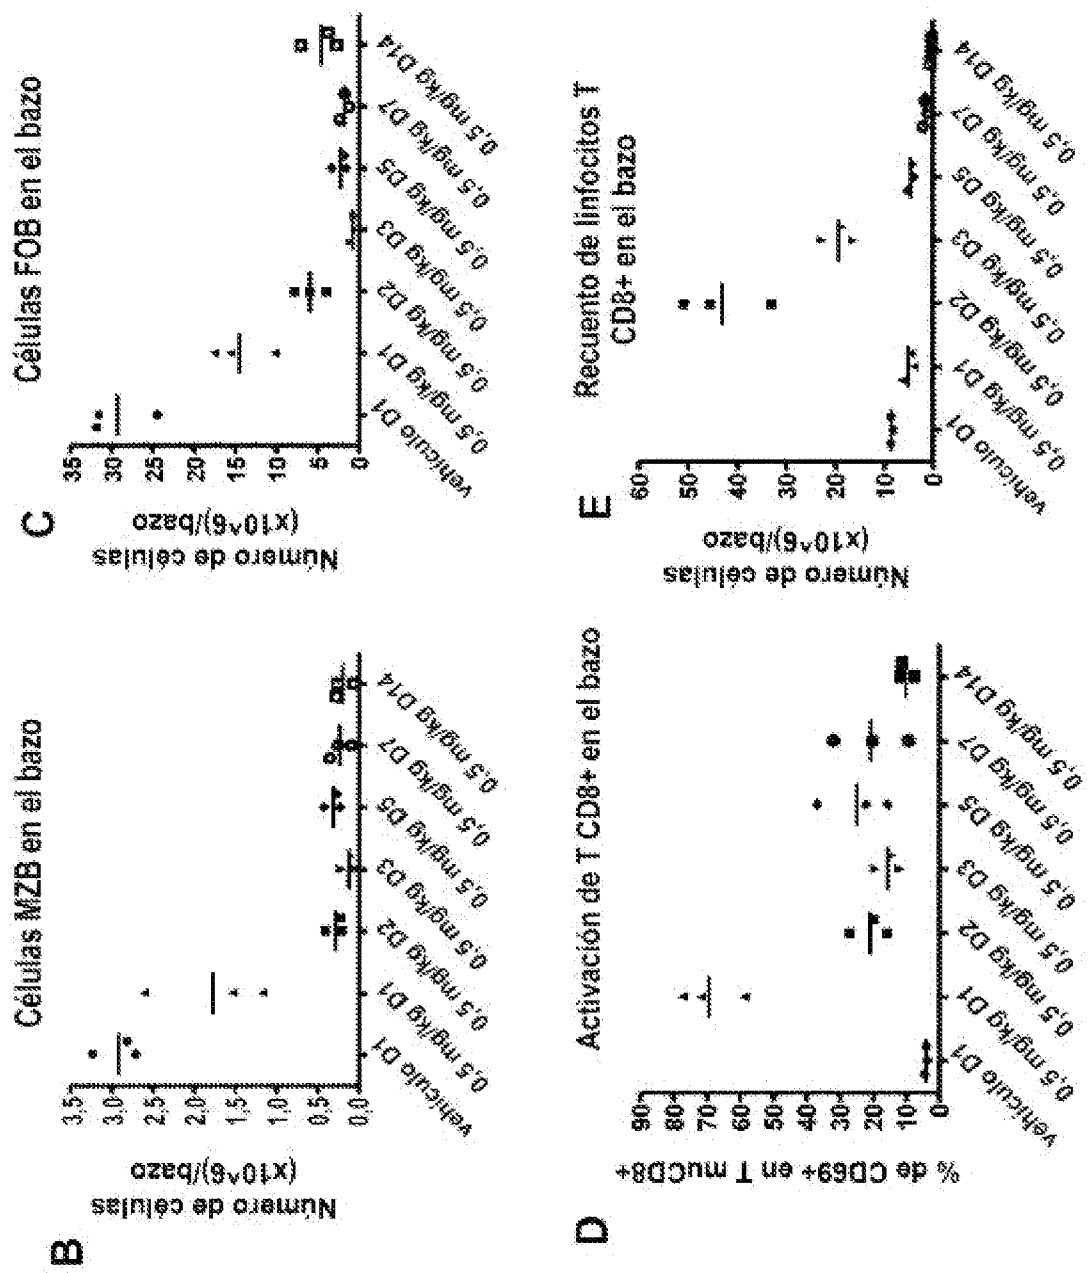 B
Células MZB en el bazo
Número de células
(x10^6)/bazo
3,5
3,0
2,5
2,0
1,5
1,0
0,5
0,0
vehículo D1
0,5 mg/kg D1
0,5 mg/kg D2
0,5 mg/kg D3
0,5 mg/kg D5
0,5 mg/kg D7
0,5 mg/kg D14
C
Células FOB en el bazo
Número de células
(x10^6)/bazo
35
30
25
20
15
10
5
0
vehículo D1
0,5 mg/kg D1
0,5 mg/kg D2
0,5 mg/kg D3
0,5 mg/kg D5
0,5 mg/kg D7
0,5 mg/kg D14
D
Activación de T CD8+ en el bazo
% de CD69+ en T muCD8+
90
80
70
60
50
40
30
20
10
0
vehículo D1
0,5 mg/kg D1
0,5 mg/kg D2
0,5 mg/kg D3
0,5 mg/kg D5
0,5 mg/kg D7
0,5 mg/kg D14
E
Recuento de linfocitos T
CD8+ en el bazo
Número de células
(x10^6)/bazo
60
50
40
30
20
10
0
vehículo D1
0,5 mg/kg D1
0,5 mg/kg D2
0,5 mg/kg D3
0,5 mg/kg D5
0,5 mg/kg D7
0,5 mg/kg D14